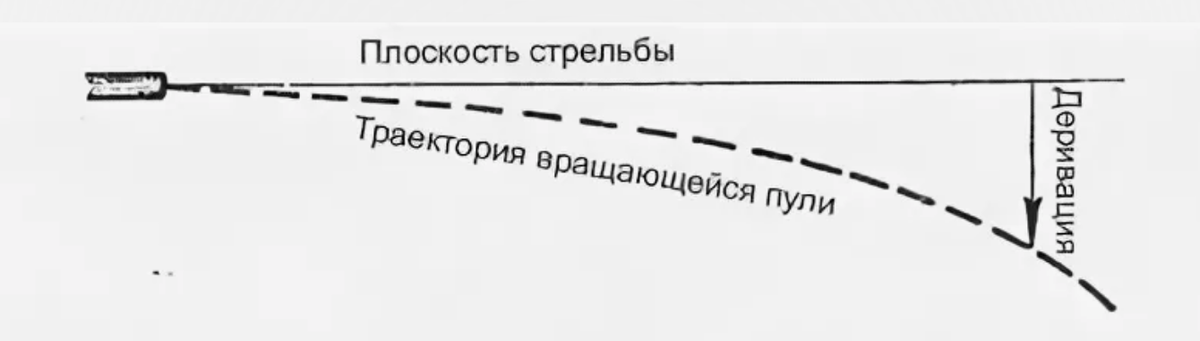 Плоскость стрельбы
Траектория вращающейся пули
Деривация